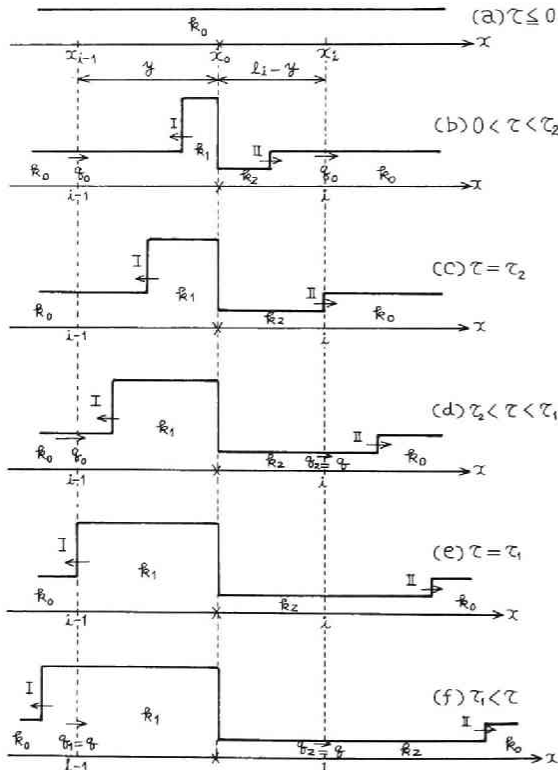 (a) τ ≦ 0
k₀
xᵢ₋₁ x₀ xᵢ x
y ℓᵢ-y
(b) 0 < τ < τ₂
I k₁ II
k₀ q₀ k₂ q₀ k₀ x
i-1 i
(c) τ = τ₂
I k₁ II
k₀ k₂ k₀ x
i-1 i
(d) τ₂ < τ < τ₁
I k₁ II
k₀ q₀ k₂ q₂=q k₀ x
i-1 i
(e) τ = τ₁
I k₁ II
k₀ k₂ k₀ x
i-1 i
(f) τ₁ < τ
I k₁ II
k₀ q₁=q q₂=q k₂ k₀ x
i-1 i